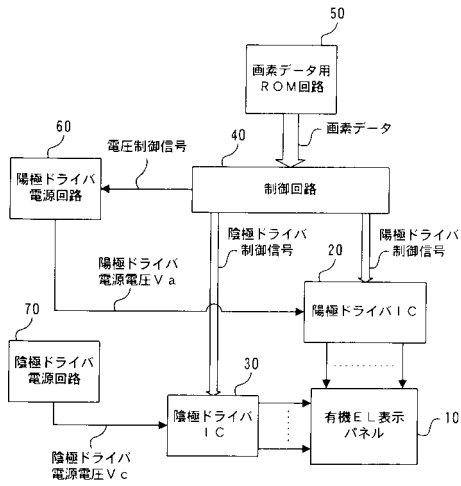 50
画素データ用
ROM回路
画素データ
60
電圧制御信号
40
陽極ドライバ
電源回路
制御回路
陰極ドライバ
制御信号
陽極ドライバ
制御信号
陽極ドライバ
電源電圧Va
20
陽極ドライバIC
70
陰極ドライバ
電源回路
30
陰極ドライバ
IC
有機EL表示
パネル
10
陰極ドライバ
電源電圧Vc